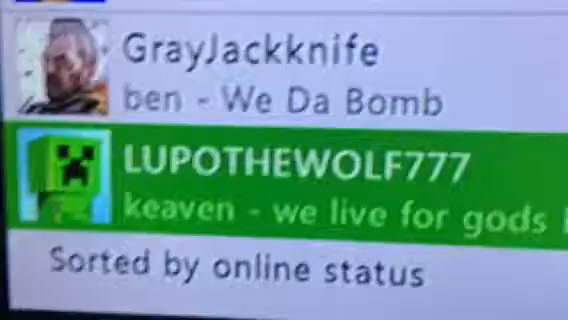 GrayJackknife
ben - We Da Bomb
LUPOTHEWOLF777
keaven - we live for gods
Sorted by online status